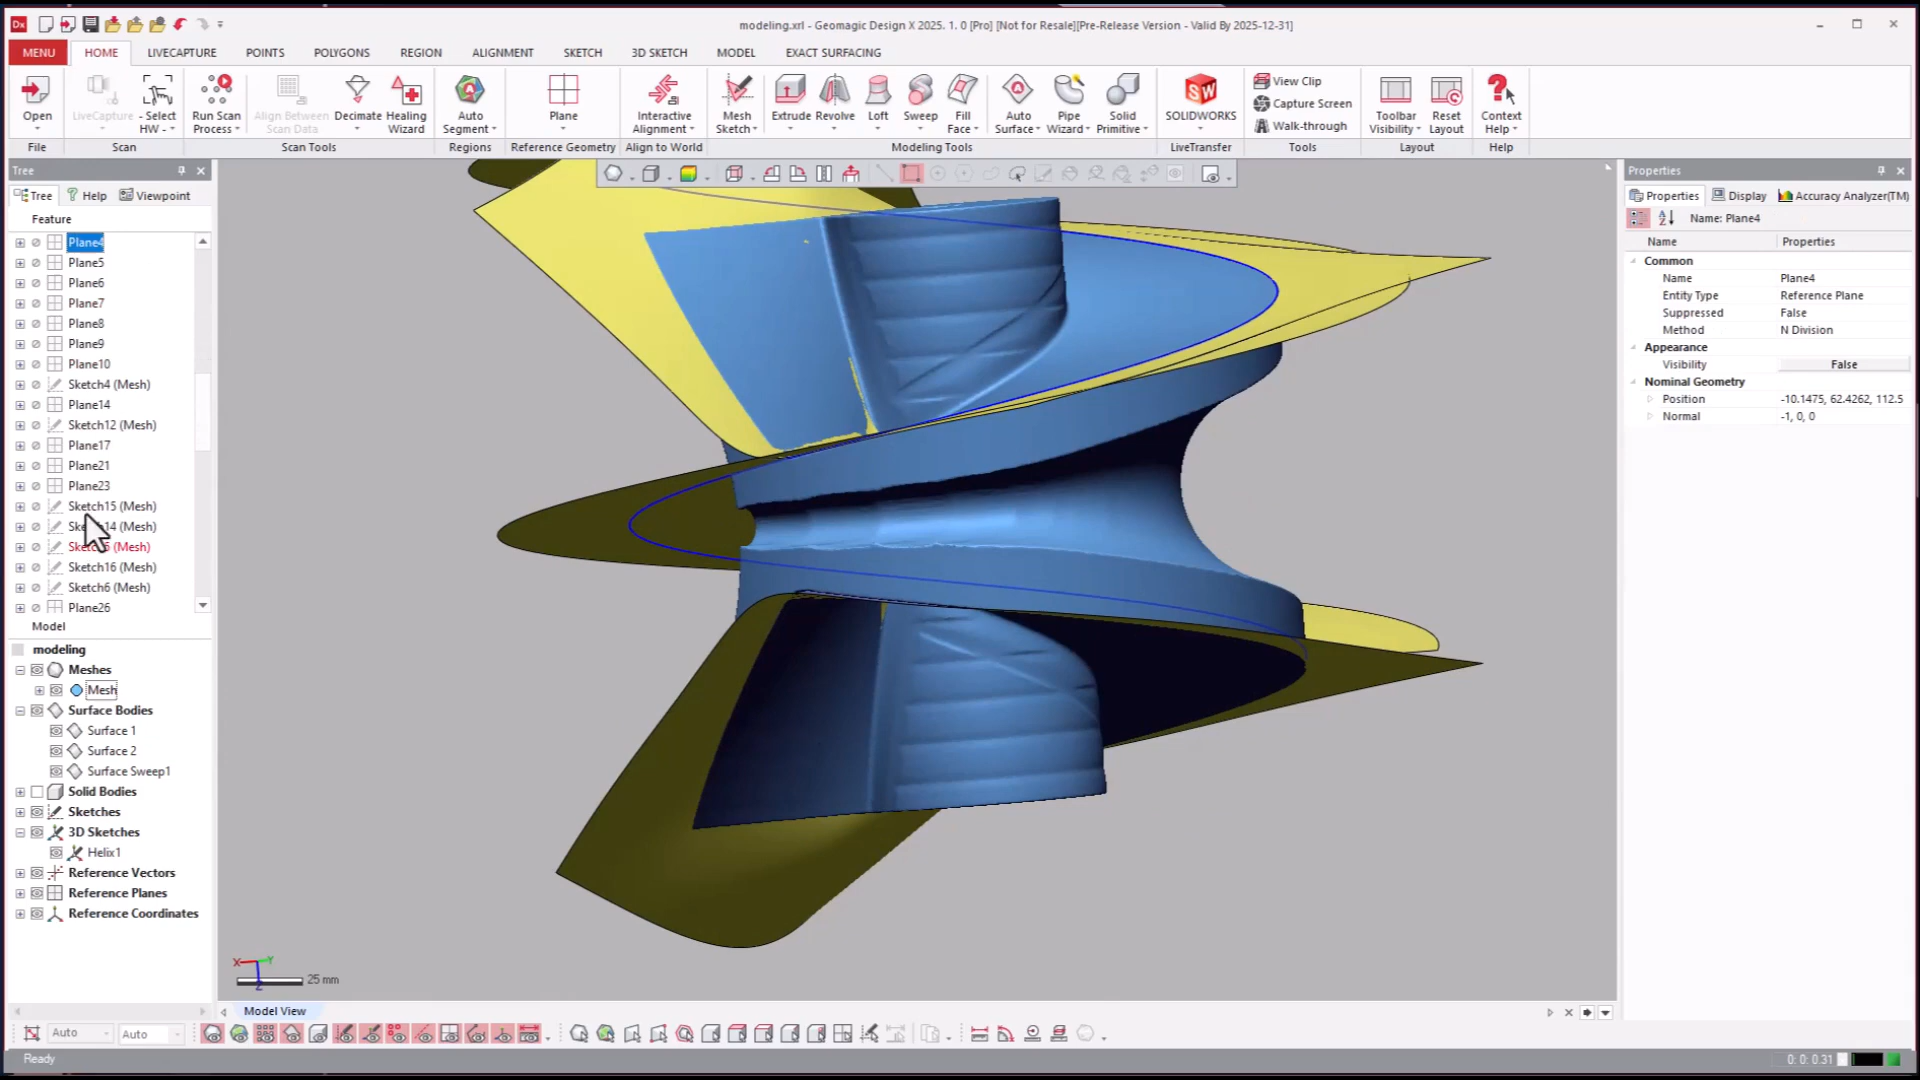 Dx
modeling.xrl - Geomagic Design X 2025. 1. 0 [Pro] [Not for Resale][Pre-Release Version - Valid By 2025-12-31]
MENU HOME LIVECAPTURE POINTS POLYGONS REGION ALIGNMENT SKETCH 3D SKETCH MODEL EXACT SURFACING
Open LiveCapture - Select HW - Run Scan Process Align Between Scan Data Decimate Healing Wizard Auto Segment Plane Interactive Alignment Mesh Sketch Extrude Revolve Loft Sweep Fill Face Auto Surface Pipe Wizard Solid Primitive SOLIDWORKS View Clip Capture Screen Walk-through Toolbar Visibility Reset Layout Context Help
File Scan Scan Tools Regions Reference Geometry Align to World Modeling Tools LiveTransfer Tools Layout Help
Tree
Tree Help Viewpoint
Feature
Plane4
Plane5
Plane6
Plane7
Plane8
Plane9
Plane10
Sketch4 (Mesh)
Plane14
Sketch12 (Mesh)
Plane17
Plane21
Plane23
Sketch15 (Mesh)
(Mesh)
(Mesh)
Sketch16 (Mesh)
Sketch6 (Mesh)
Plane26
Model
modeling
Meshes
Mesh
Surface Bodies
Surface 1
Surface 2
Surface Sweep1
Solid Bodies
Sketches
3D Sketches
Helix1
Reference Vectors
Reference Planes
Reference Coordinates
X Y Z
25 mm
Model View
Properties
Properties Display Accuracy Analyzer(TM)
Name: Plane4
Name Properties
Common
Name Plane4
Entity Type Reference Plane
Suppressed False
Method N Division
Appearance
Visibility False
Nominal Geometry
Position -10.1475, 62.4262, 112.5
Normal -1, 0, 0
Auto Auto
Ready
0: 0: 0.31